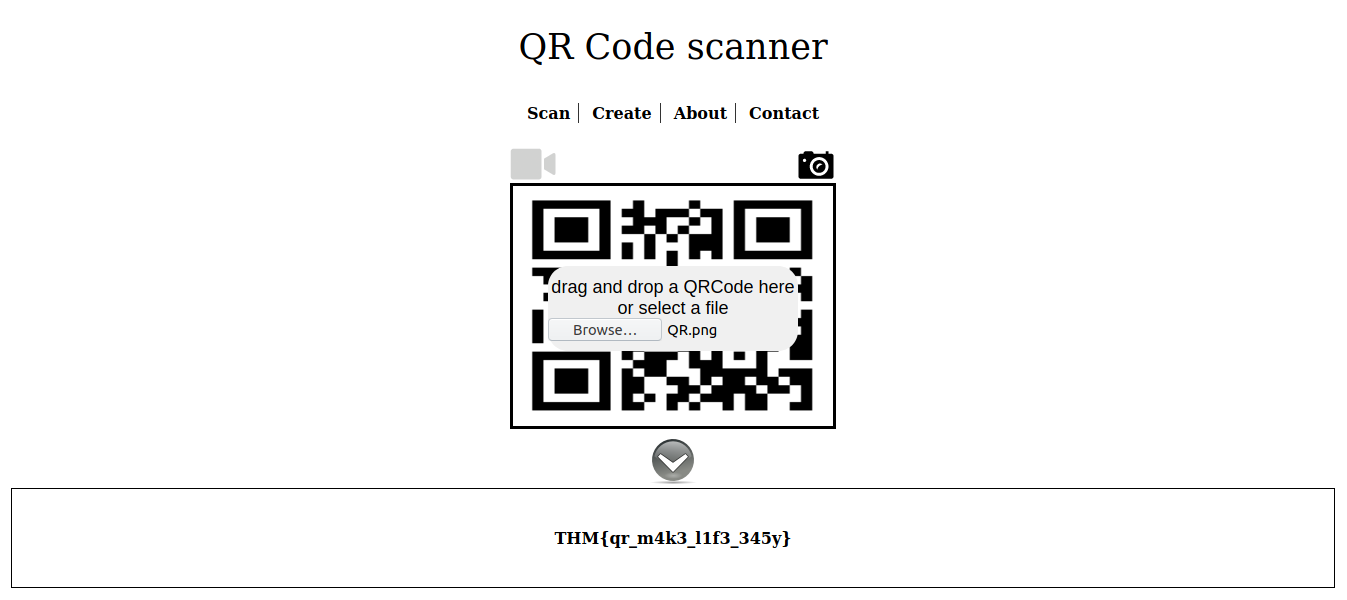 QR Code scanner
Scan Create About Contact
drag and drop a QRCode here
or select a file
Browse... QR.png
THM{qr_m4k3_l1f3_345y}